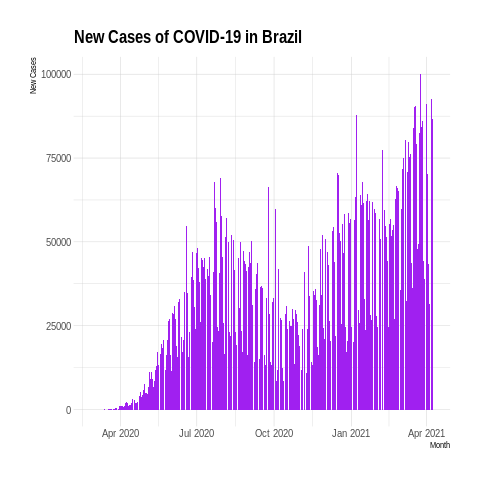 New Cases of COVID-19 in Brazil
New Cases
100000
75000
50000
25000
0
Apr 2020
Jul 2020
Oct 2020
Jan 2021
Apr 2021
Month